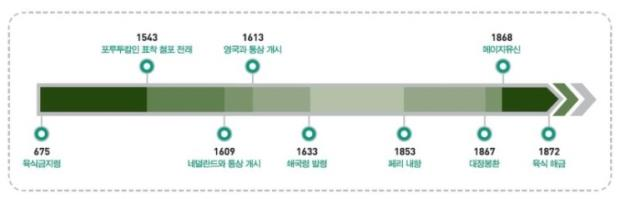 1543
포루투칼인 표착 철포 전래
1613
영국과 통상 개시
1868
메이지유신
675
육식금지령
1609
네덜란드와 통상 개시
1633
쇄국령 발령
1853
페리 내항
1867
대정봉환
1872
육식 해금